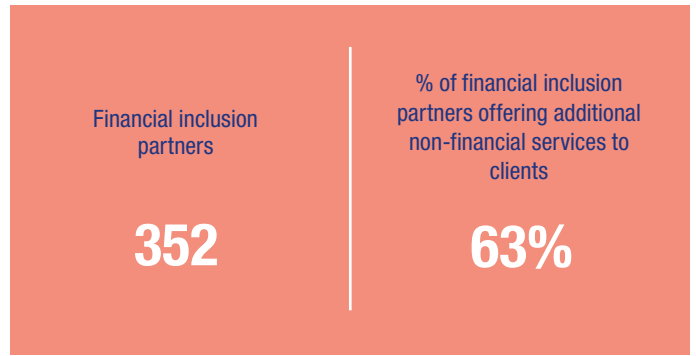 Financial inclusion
partners
352
% of financial inclusion
partners offering additional
non-financial services to
clients
63%